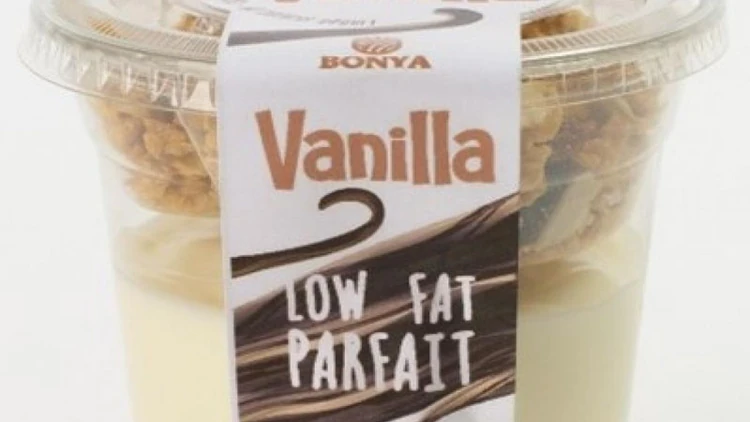 BONYA
Vanilla
LOW FAT
PARFAIT